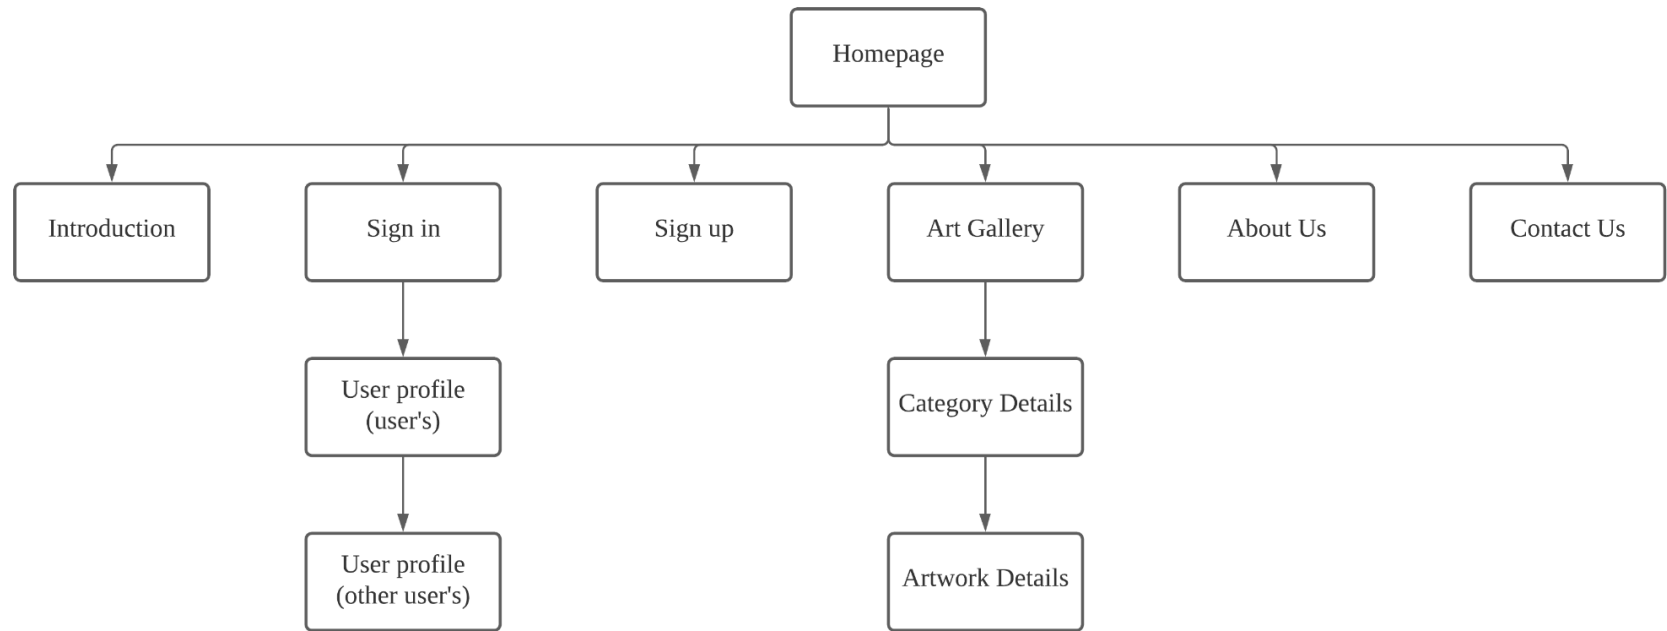 Homepage
Introduction
Sign in
Sign up
Art Gallery
About Us
Contact Us
User profile
(user's)
Category Details
User profile
(other user's)
Artwork Details